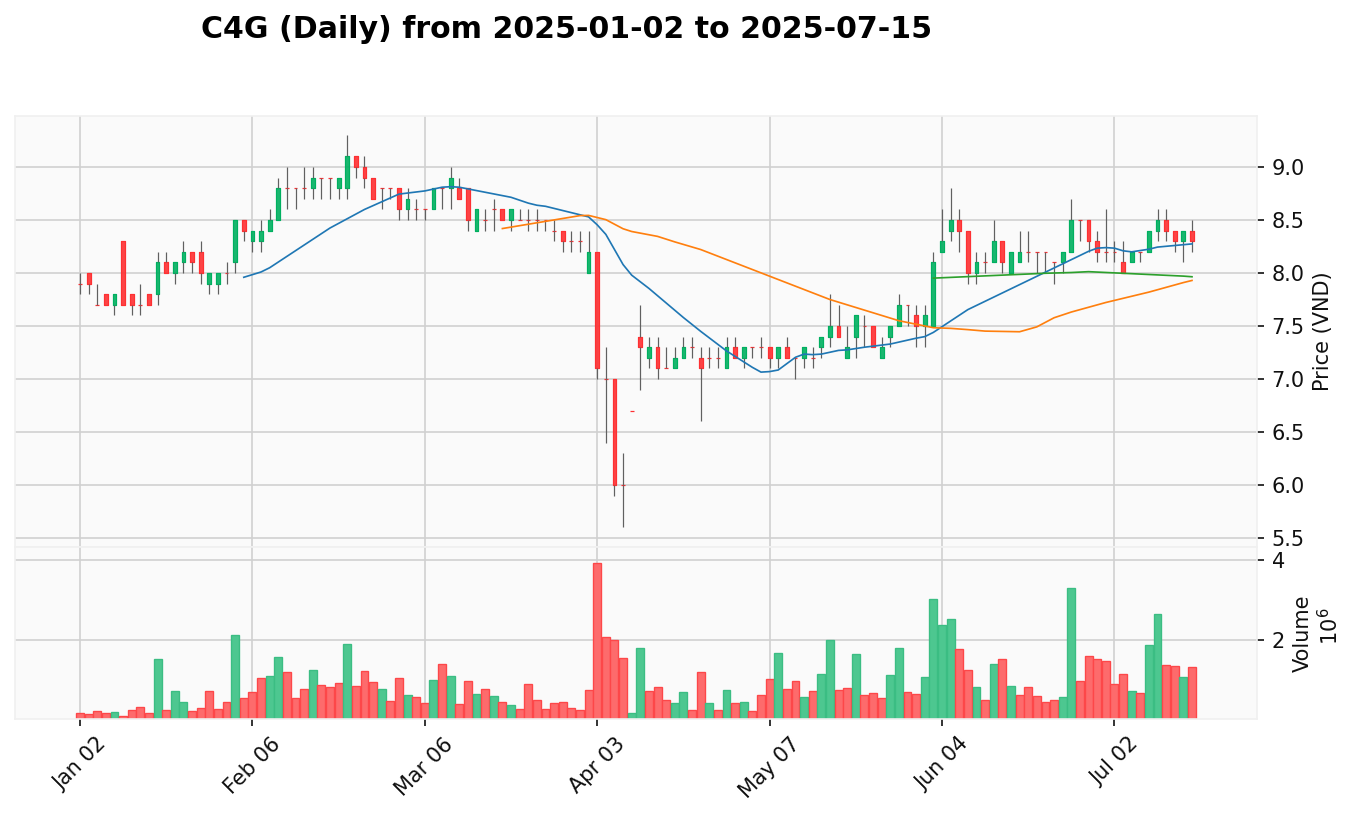 C4G (Daily) from 2025-01-02 to 2025-07-15
9.0
8.5
8.0
7.5
7.0
6.5
6.0
5.5
Price (VND)
4
2
Volume
10⁶
Jan 02
Feb 06
Mar 06
Apr 03
May 07
Jun 04
Jul 02